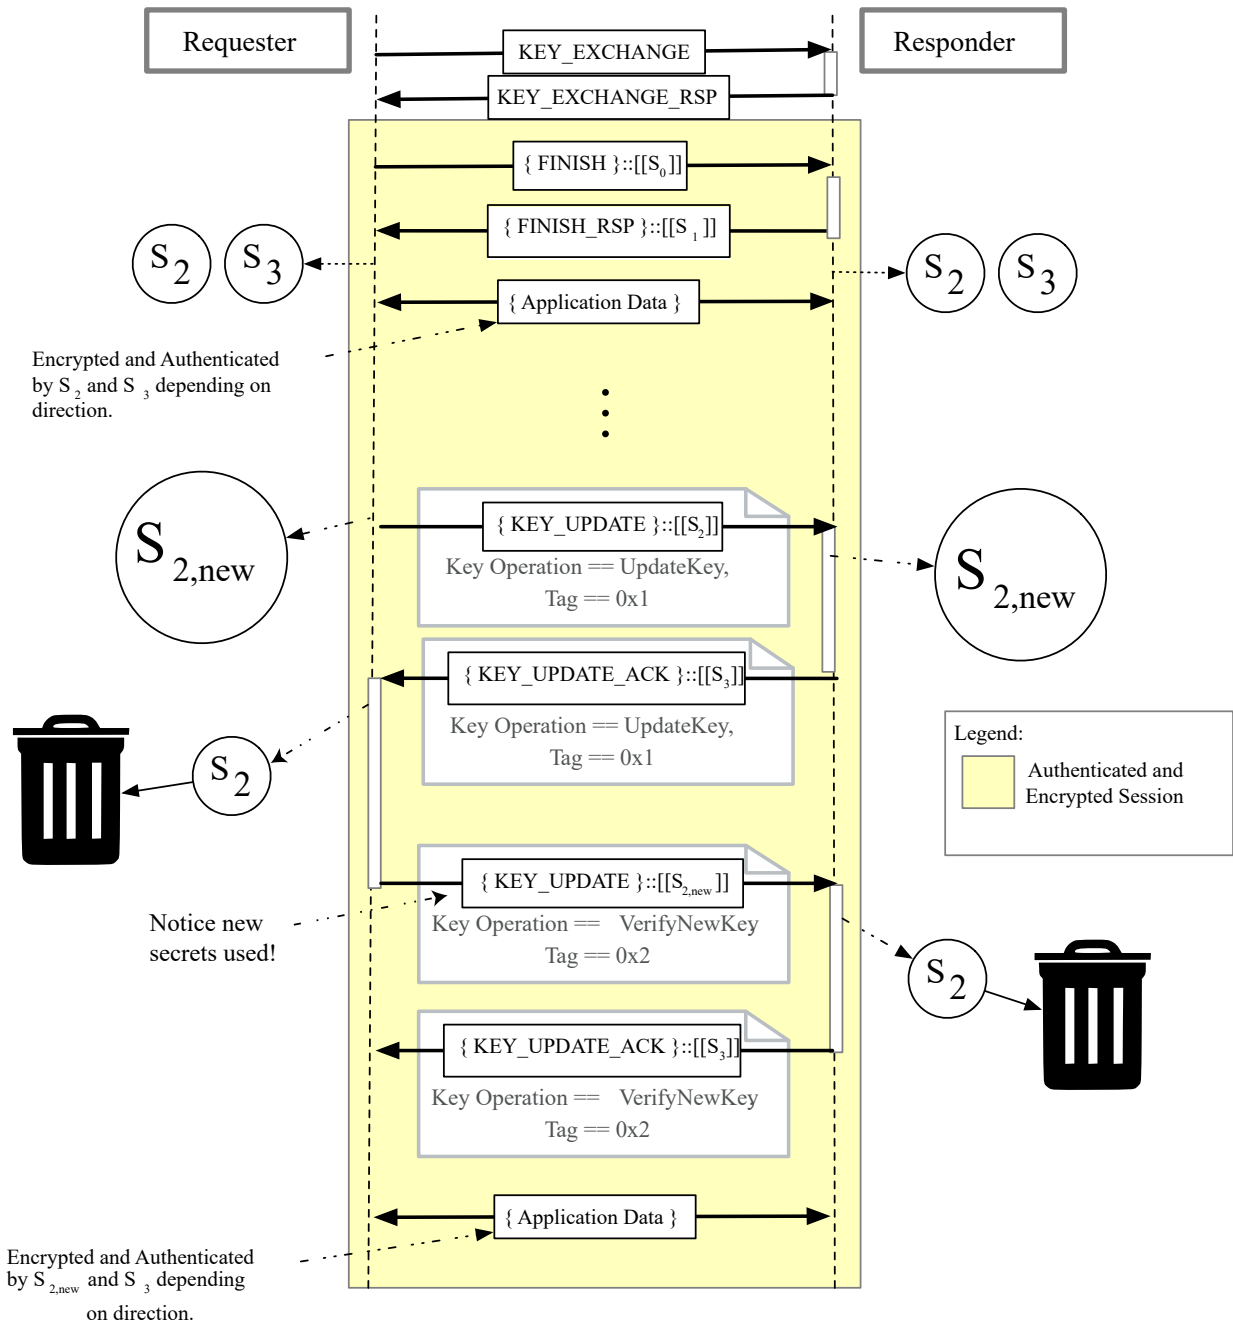 Requester
Responder
KEY_EXCHANGE
KEY_EXCHANGE_RSP
{ FINISH }::[[S0]]
{ FINISH_RSP }::[[S 1 ]]
S2 S3
S2 S3
{ Application Data }
Encrypted and Authenticated
by S 2 and S 3 depending on
direction.
S2,new
{ KEY_UPDATE }::[[S2]]
Key Operation == UpdateKey,
Tag == 0x1
S2,new
{ KEY_UPDATE_ACK }::[[S3]]
Key Operation == UpdateKey,
Tag == 0x1
S2
Legend:
Authenticated and
Encrypted Session
{ KEY_UPDATE }::[[S2,new ]]
Key Operation == VerifyNewKey
Tag == 0x2
Notice new
secrets used!
S2
{ KEY_UPDATE_ACK }::[[S3]]
Key Operation == VerifyNewKey
Tag == 0x2
{ Application Data }
Encrypted and Authenticated
by S 2,new and S 3 depending
on direction.